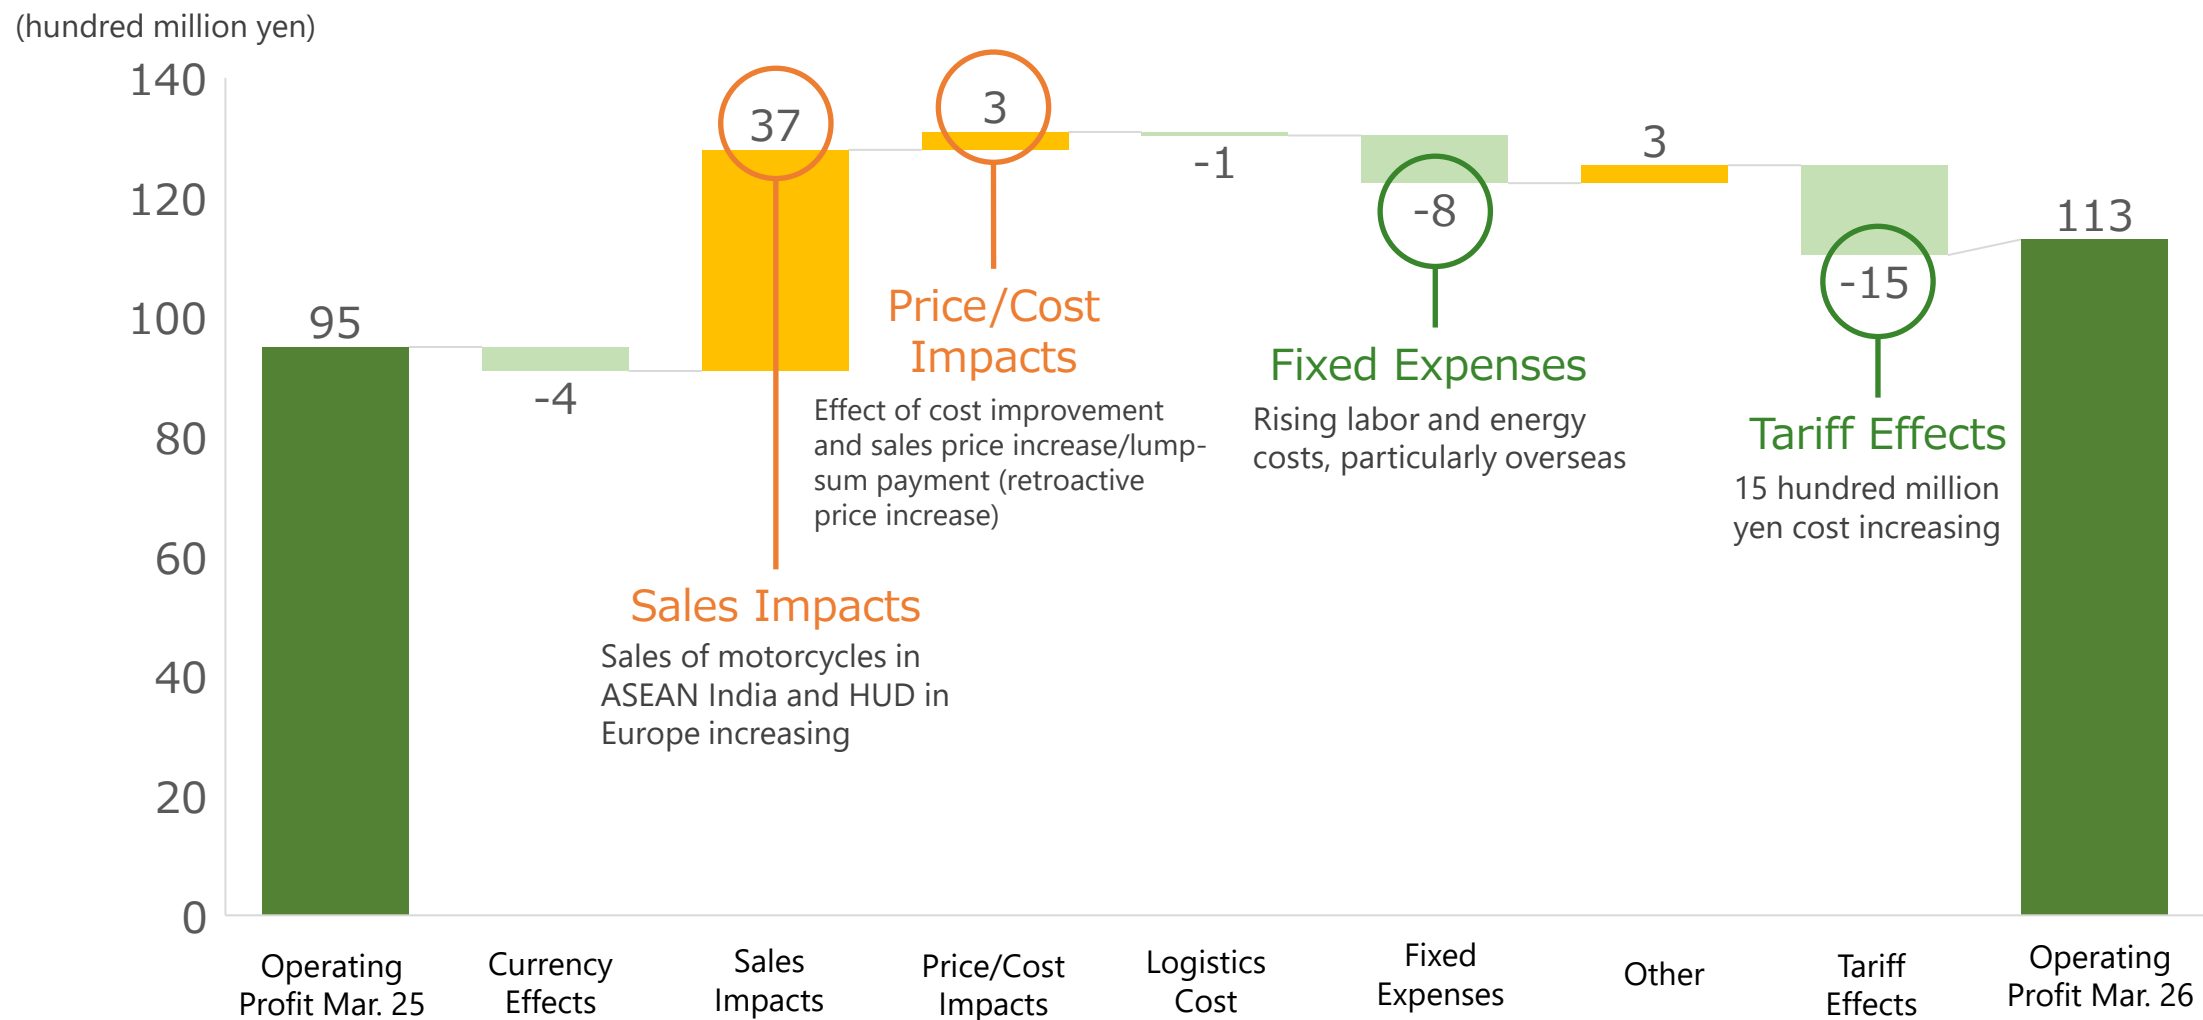 (hundred million yen)
140
120
100
80
60
40
20
0
95
-4
37
3
-1
-8
3
-15
113
Price/Cost
Impacts
Effect of cost improvement
and sales price increase/lump-
sum payment (retroactive
price increase)
Sales Impacts
Sales of motorcycles in
ASEAN India and HUD in
Europe increasing
Fixed Expenses
Rising labor and energy
costs, particularly overseas
Tariff Effects
15 hundred million
yen cost increasing
Operating
Profit Mar. 25
Currency
Effects
Sales
Impacts
Price/Cost
Impacts
Logistics
Cost
Fixed
Expenses
Other
Tariff
Effects
Operating
Profit Mar. 26